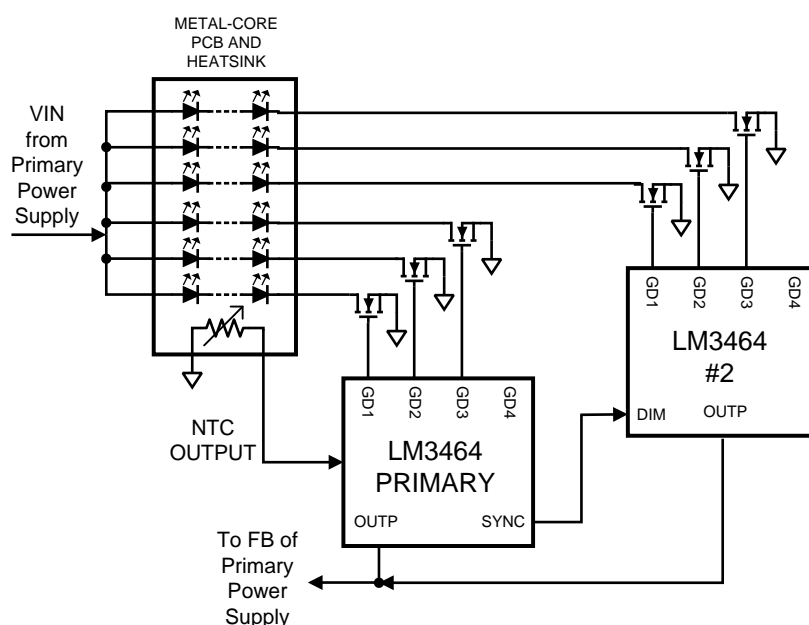 METAL-CORE
PCB AND
HEATSINK
VIN
from
Primary
Power
Supply
GD1
GD2
GD3
GD4
LM3464
#2
DIM
OUTP
NTC
OUTPUT
GD1
GD2
GD3
GD4
LM3464
PRIMARY
OUTP
SYNC
To FB of
Primary
Power
Supply